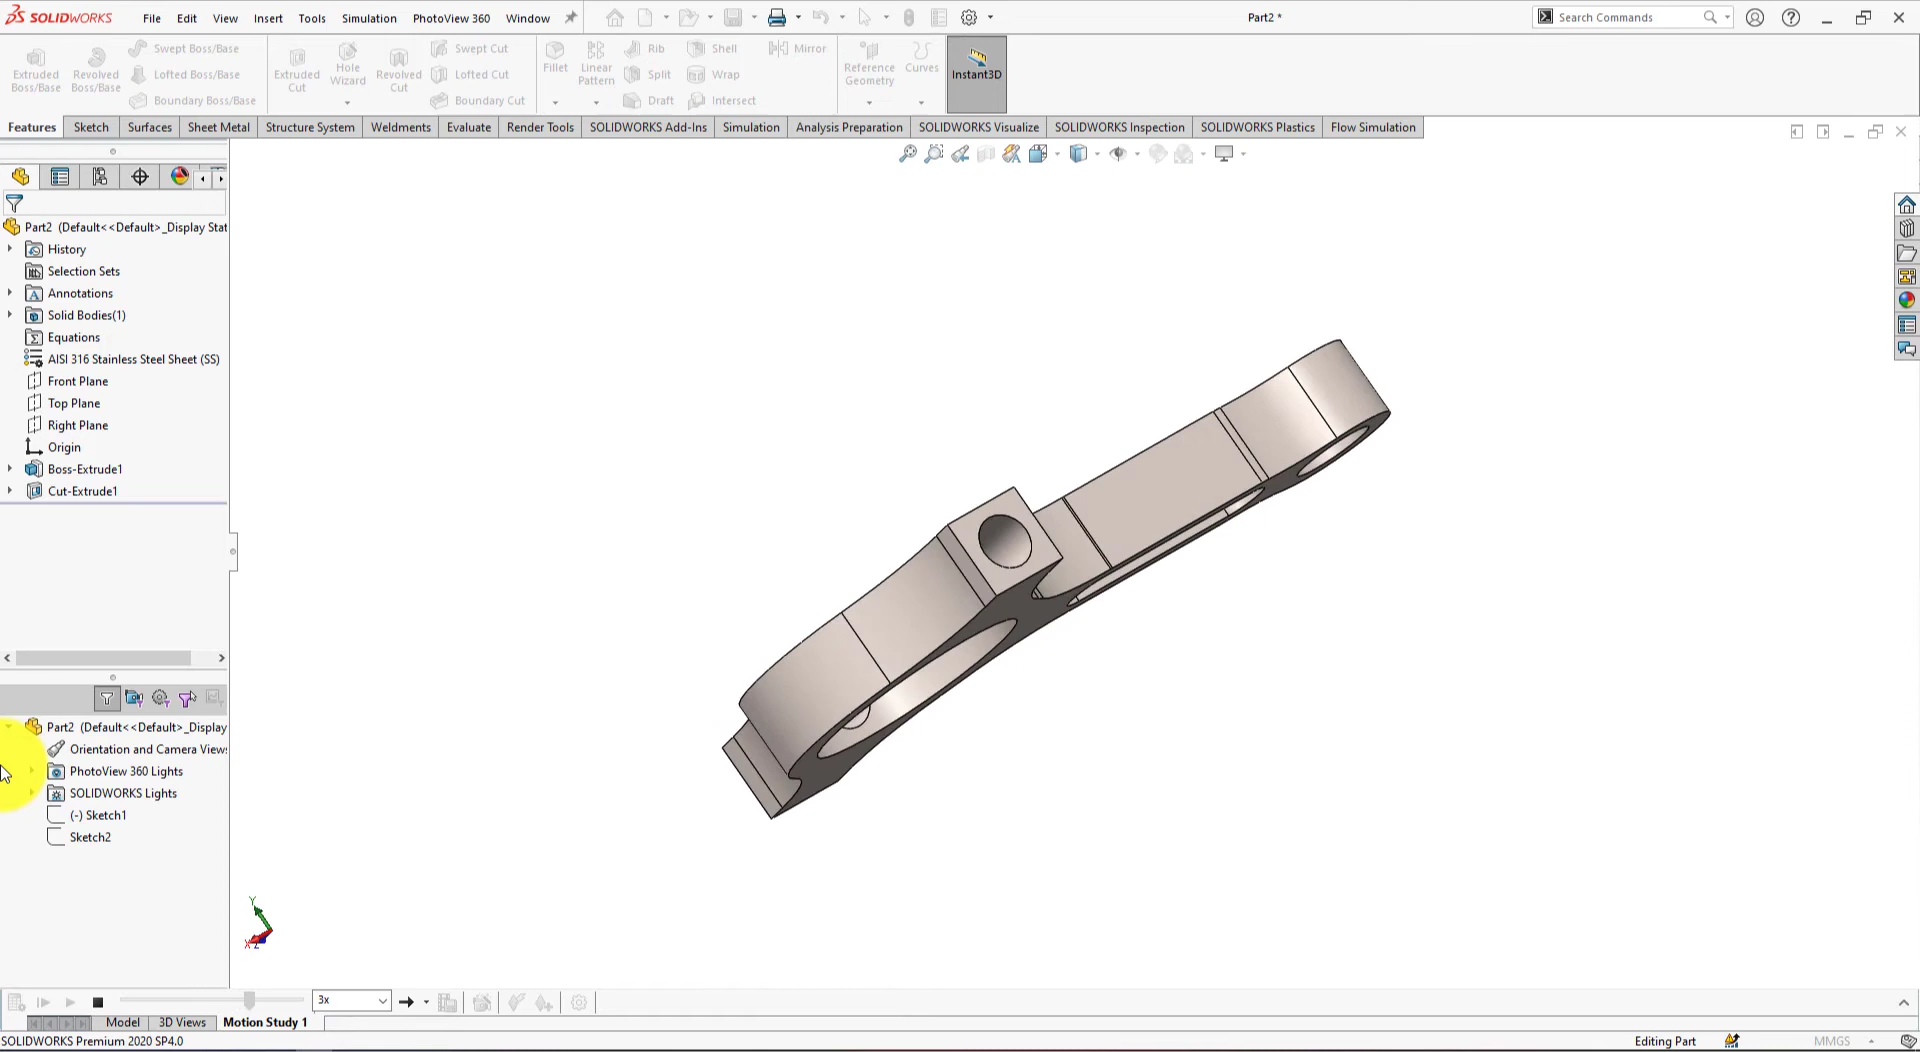 SOLIDWORKS File Edit View Insert Tools Simulation PhotoView 360 Window Part2 * Search Commands
Extruded Boss/Base Revolved Boss/Base Swept Boss/Base Lofted Boss/Base Boundary Boss/Base
Extruded Cut Hole Wizard Revolved Cut Swept Cut Lofted Cut Boundary Cut
Fillet Linear Pattern Rib Split Draft Shell Wrap Intersect Mirror
Reference Geometry Curves Instant3D
Features Sketch Surfaces Sheet Metal Structure System Weldments Evaluate Render Tools SOLIDWORKS Add-Ins Simulation Analysis Preparation SOLIDWORKS Visualize SOLIDWORKS Inspection SOLIDWORKS Plastics Flow Simulation
Part2 (Default<<Default>_Display Stat
History
Selection Sets
Annotations
Solid Bodies(1)
Equations
AISI 316 Stainless Steel Sheet (SS)
Front Plane
Top Plane
Right Plane
Origin
Boss-Extrude1
Cut-Extrude1
Part2 (Default<<Default>_Display
Orientation and Camera Views
PhotoView 360 Lights
SOLIDWORKS Lights
(-) Sketch1
Sketch2
Y
X Z
3x
Model 3D Views Motion Study 1
SOLIDWORKS Premium 2020 SP4.0 Editing Part MMGS